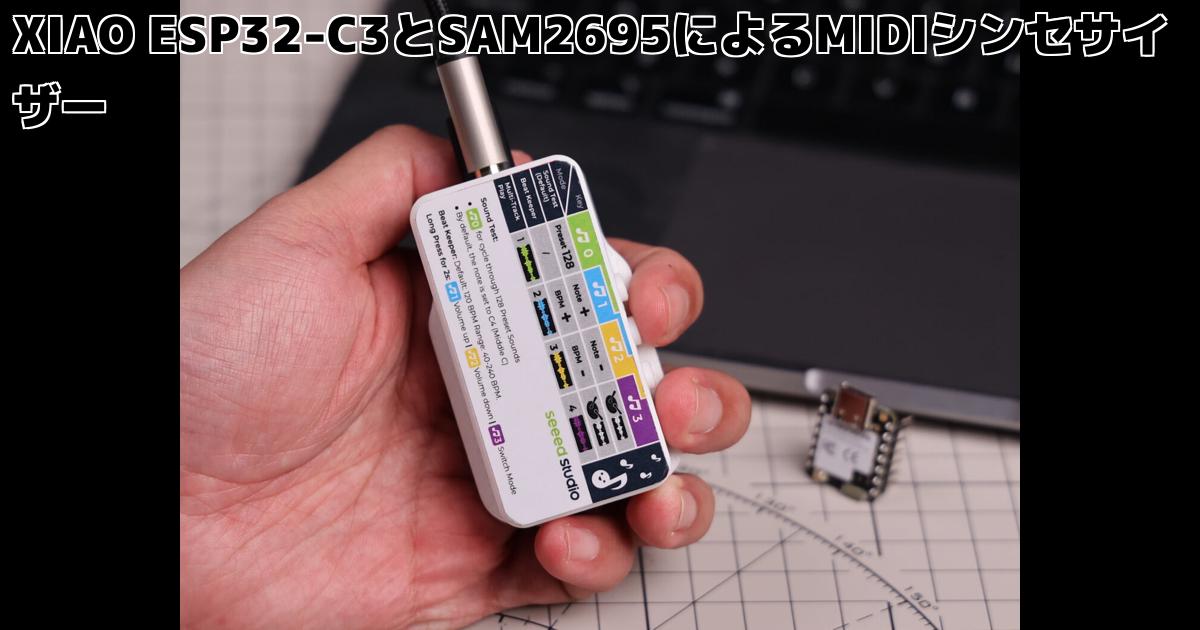 XIAO ESP32-C3とSAM2695によるMIDIシンセサイ
ザー
Mode
Key
Sound Test
(Default)
Beat Keeper
Multi-Track
Play
0
1
2
3
Preset 128
Note +
Note -
/
BPM +
BPM -
1
2
3
4
Sound Test:
• 0 for cycle through 128 Preset Sounds
• By default, the note is set to C4 (Middle C)
Beat Keeper: Default: 120 BPM Range: 40-240 BPM.
Long Press for 2s: 1 Volume up | 2 Volume down | 3 Switch Mode
seeed studio
130°
140°
150°